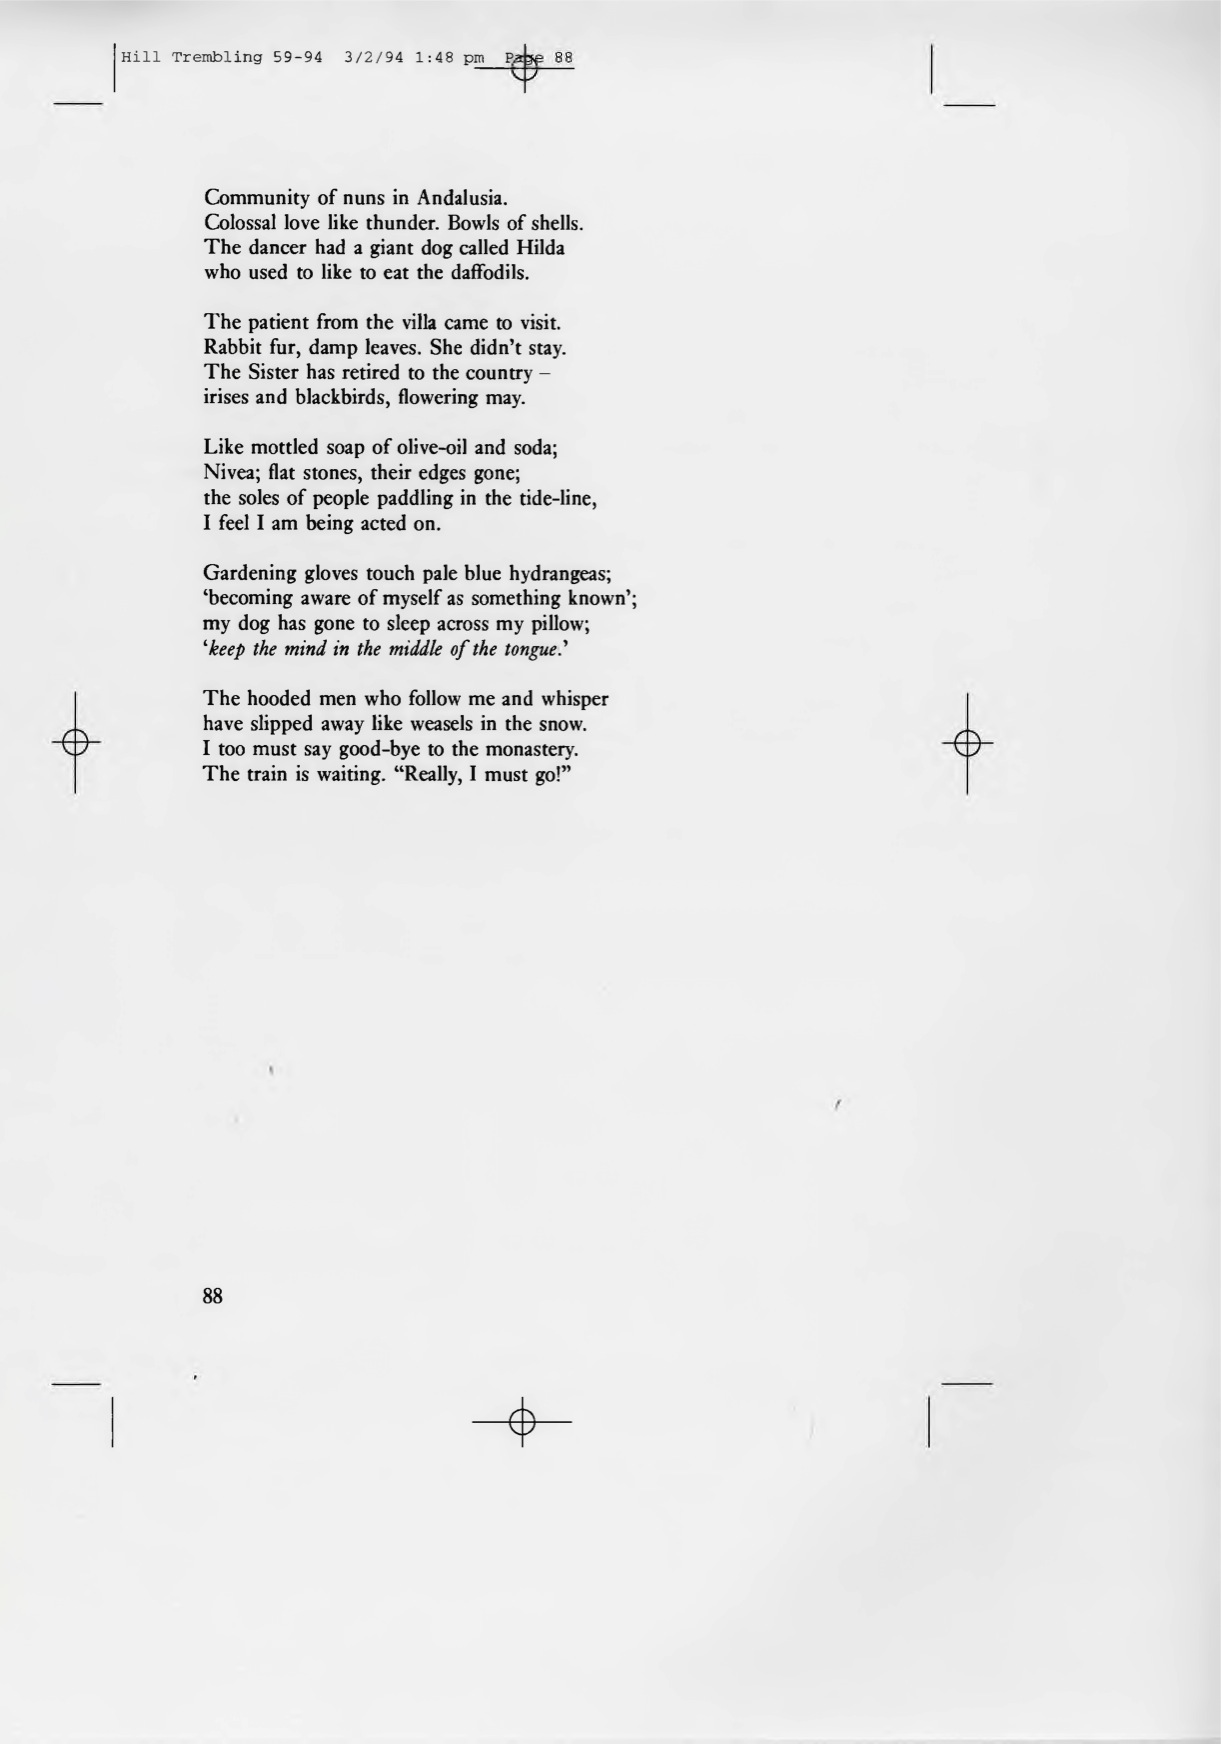 Hill Trembling 59-94 3/2/94 1:48 pm Page 88
Community of nuns in Andalusia.
Colossal love like thunder. Bowls of shells.
The dancer had a giant dog called Hilda
who used to like to eat the daffodils.
The patient from the villa came to visit.
Rabbit fur, damp leaves. She didn’t stay.
The Sister has retired to the country –
irises and blackbirds, flowering may.
Like mottled soap of olive-oil and soda;
Nivea; flat stones, their edges gone;
the soles of people paddling in the tide-line,
I feel I am being acted on.
Gardening gloves touch pale blue hydrangeas;
‘becoming aware of myself as something known’;
my dog has gone to sleep across my pillow;
‘keep the mind in the middle of the tongue.’
The hooded men who follow me and whisper
have slipped away like weasels in the snow.
I too must say good-bye to the monastery.
The train is waiting. “Really, I must go!”
88